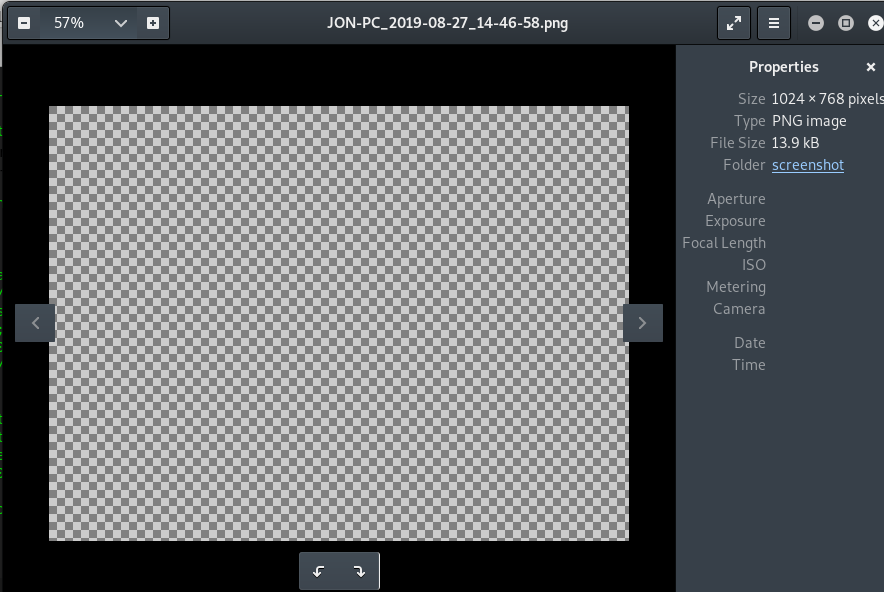 57%
JON-PC_2019-08-27_14-46-58.png
Properties
Size 1024 × 768 pixels
Type PNG image
File Size 13.9 kB
Folder screenshot
Aperture
Exposure
Focal Length
ISO
Metering
Camera
Date
Time